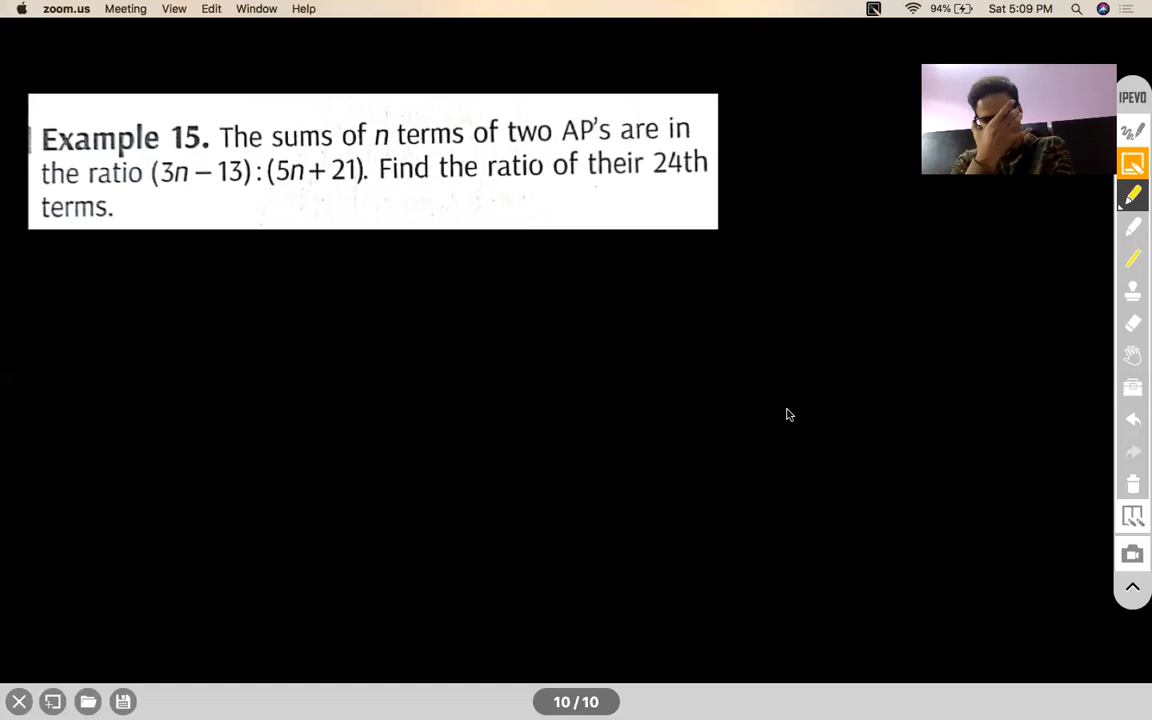 zoom.us Meeting View Edit Window Help 94% Sat 5:09 PM
Example 15. The sums of n terms of two AP's are in
the ratio (3n – 13) : (5n + 21). Find the ratio of their 24th
terms.
IPEVO
10 / 10